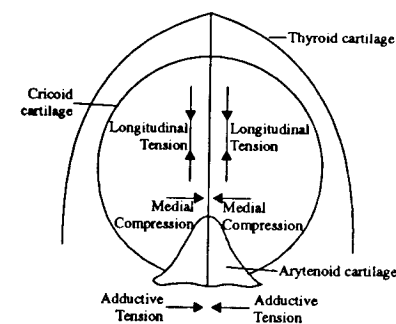 Thyroid cartilage
Cricoid
cartilage
Longitudinal
Tension
Longitudinal
Tension
Medial
Compression
Medial
Compression
Arytenoid cartilage
Adductive
Tension
Adductive
Tension